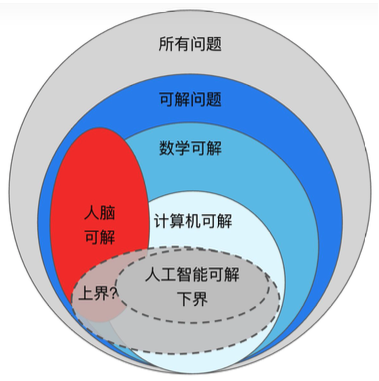 所有问题
可解问题
数学可解
人脑
可解
计算机可解
人工智能可解
下界
上界?